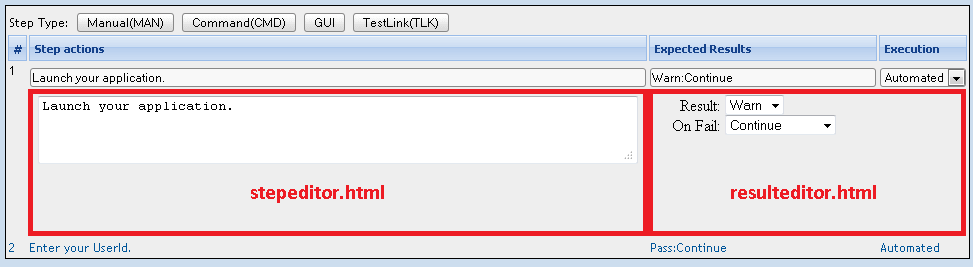 Step Type: Manual(MAN) Command(CMD) GUI TestLink(TLK)
# Step actions Expected Results Execution
1
Launch your application. Warn:Continue Automated
Launch your application. Result: Warn
On Fail: Continue
stepeditor.html resulteditor.html
2 Enter your UserId. Pass:Continue Automated